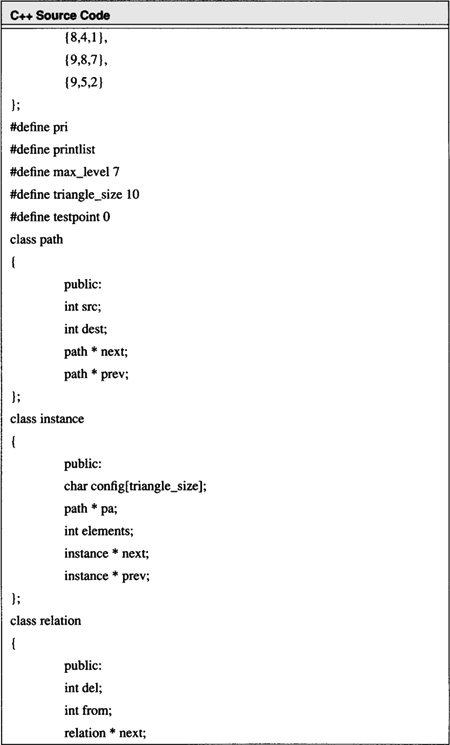 C++ Source Code
{8,4,1},
{9,8,7},
{9,5,2}
};
#define pri
#define printlist
#define max_level 7
#define triangle_size 10
#define testpoint 0
class path
{
public:
int src;
int dest;
path * next;
path * prev;
};
class instance
{
public:
char config[triangle_size];
path * pa;
int elements;
instance * next;
instance * prev;
};
class relation
{
public:
int del;
int from;
relation * next;